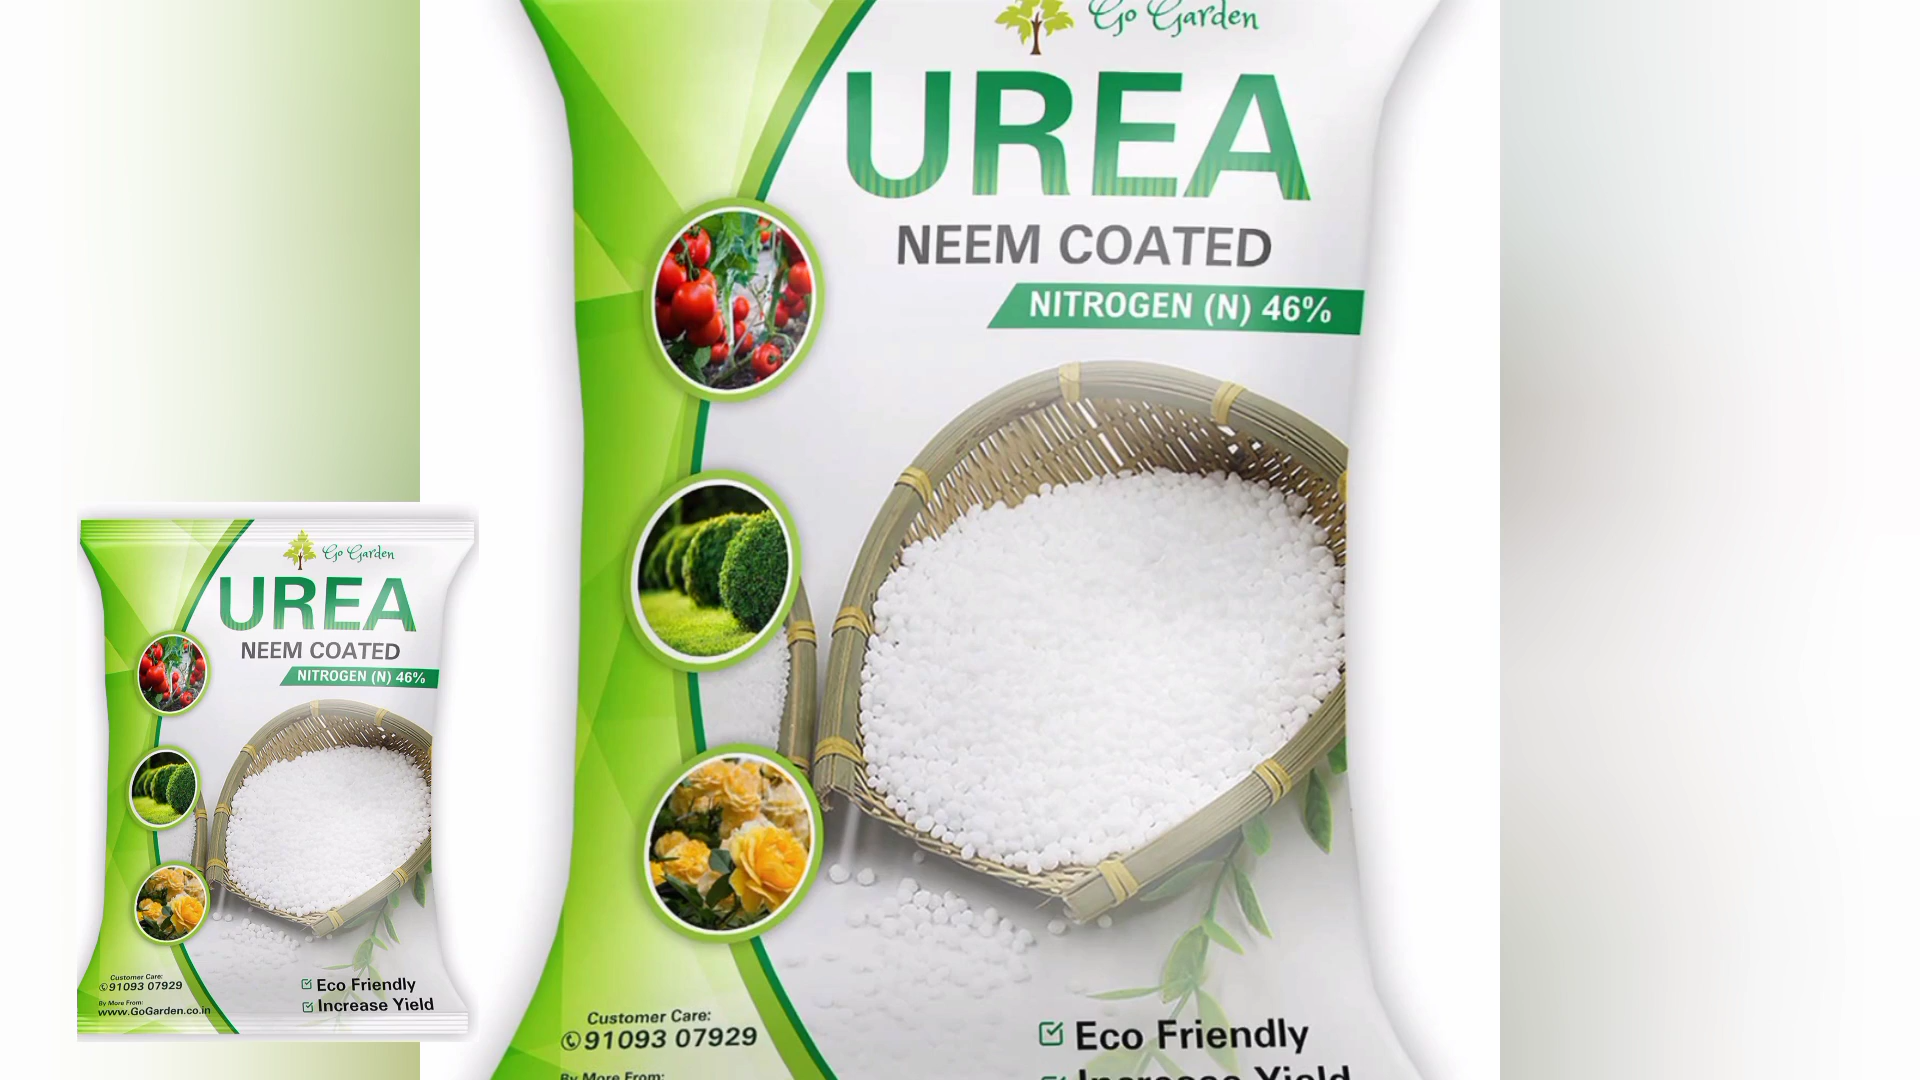 Go Garden
UREA
NEEM COATED
NITROGEN (N) 46%
Customer Care:
91093 07929
By More From:
Eco Friendly
Increase Yield
Go Garden
UREA
NEEM COATED
NITROGEN (N) 46%
Customer Care:
91093 07929
By More From:
www.GoGarden.co.in
Eco Friendly
Increase Yield